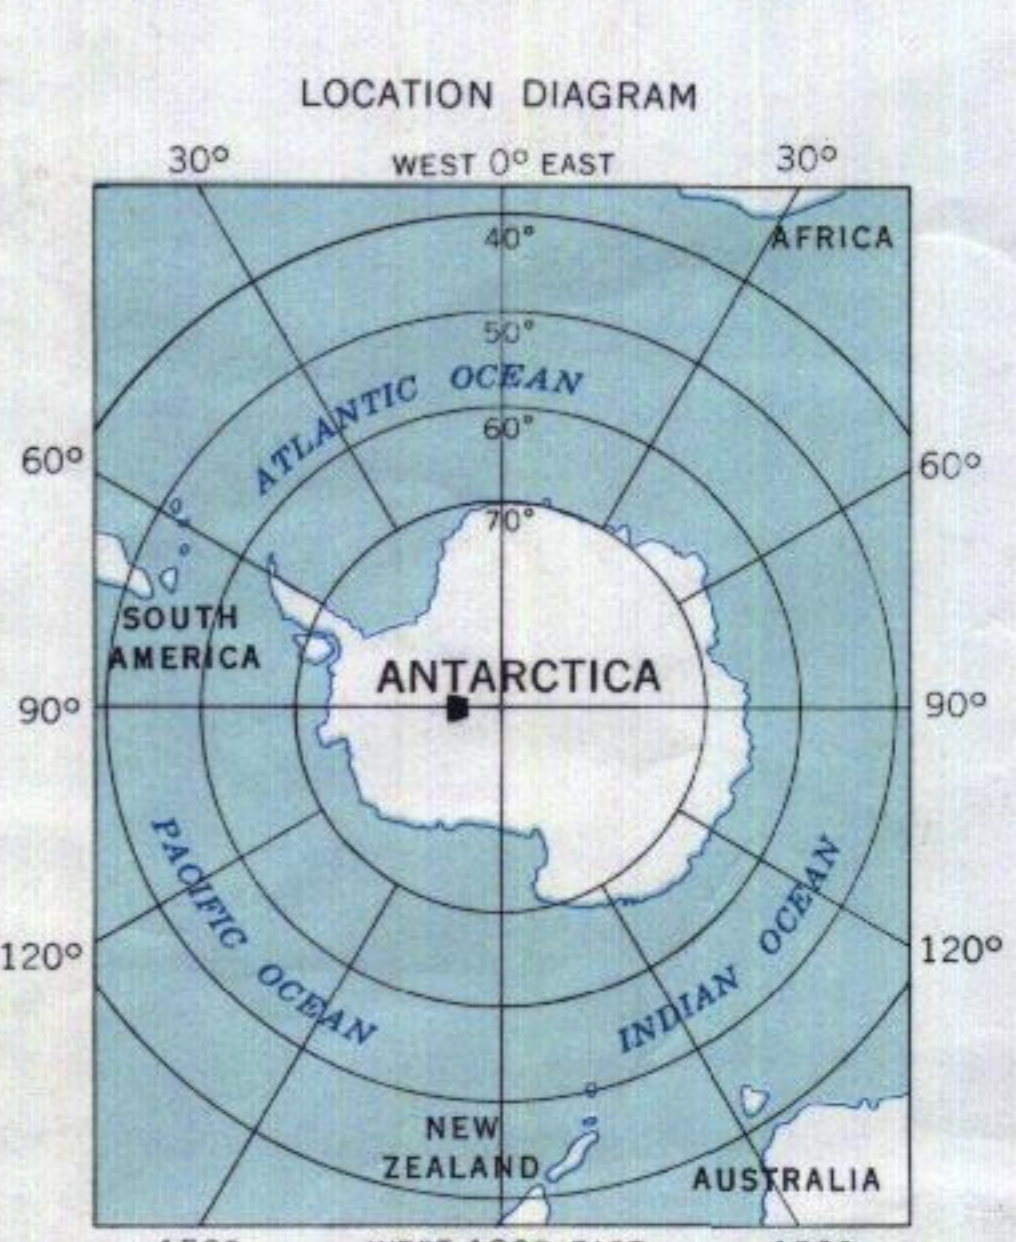 LOCATION DIAGRAM
30° WEST 0° EAST 30°
40°
AFRICA
50°
ATLANTIC OCEAN
60°
60° 60°
70°
SOUTH
AMERICA
ANTARCTICA
90° 90°
PACIFIC OCEAN
INDIAN OCEAN
120° 120°
NEW
ZEALAND
AUSTRALIA